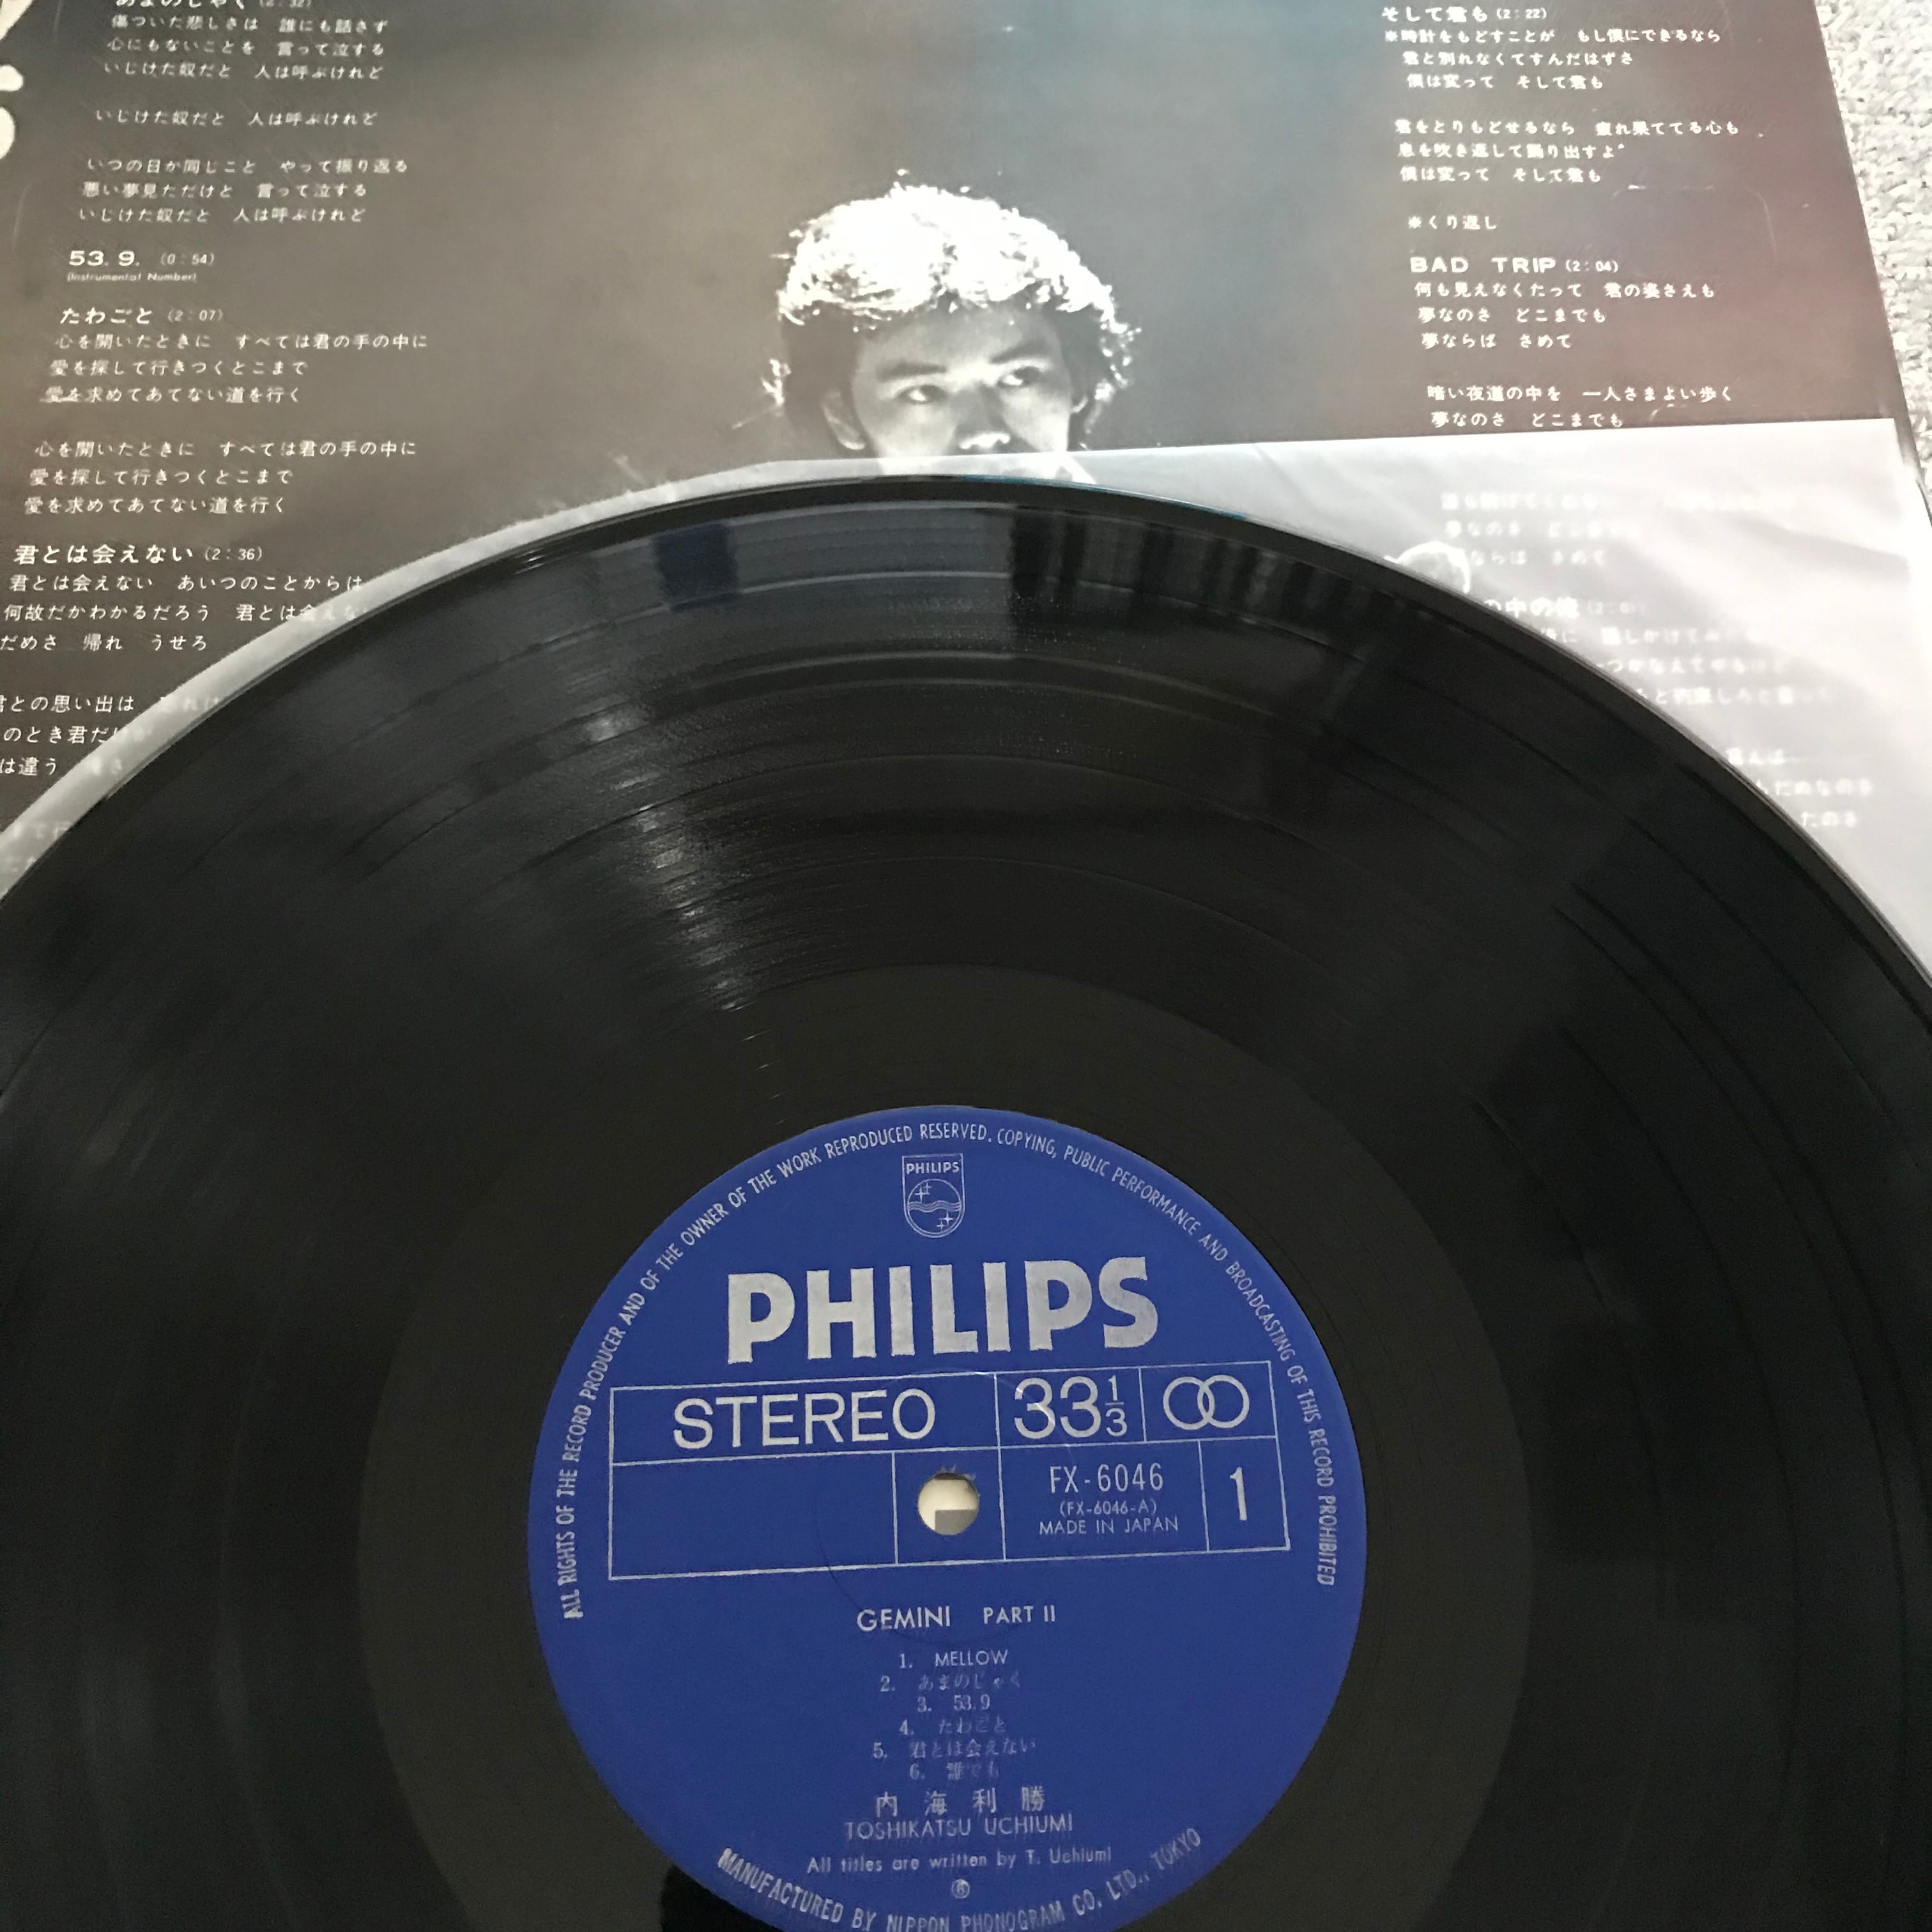 あまのじゃく (2:32)
傷ついた悲しさは 誰にも話さず
心にもないことを 言って泣する
いじけた奴だと 人は呼ぶけれど
いじけた奴だと 人は呼ぶけれど
いつの日か同じこと やって振り返る
悪い夢見ただけと 言って泣する
いじけた奴だと 人は呼ぶけれど
53. 9. (0:54)
(Instrumental Number)
たわごと (2:07)
心を開いたときに すべては君の手の中に
愛を探して行きつくとこまで
愛を求めてあてない道を行く
心を開いたときに すべては君の手の中に
愛を探して行きつくとこまで
愛を求めてあてない道を行く
君とは会えない (2:36)
君とは会えない あいつのことからは
何故だかわかるだろう 君とは会えな
だめさ 帰れ うせろ
君との思い出は
のとき君だけが
は違う
そして君も (2:22)
※時計をもどすことが もし僕にできるなら
君と別れなくてすんだはずさ
僕は変って そして君も
君をとりもどせるなら 疲れ果ててる心も
息を吹き返して踊り出すよ
僕は変って そして君も
※くり返し
BAD TRIP (2:04)
何も見えなくたって 君の姿さえも
夢なのさ どこまでも
夢ならば さめて
暗い夜道の中を 一人さまよい歩く
夢なのさ どこまでも
夢なのさ
ならば さめて
の中の
ALL RIGHTS OF THE RECORD PRODUCER AND OF THE OWNER OF THE WORK REPRODUCED RESERVED. COPYING, PUBLIC PERFORMANCE AND BROADCASTING OF THIS RECORD PROHIBITED
PHILIPS
PHILIPS
STEREO 33 1/3
FX-6046 1
(FX-6046-A)
MADE IN JAPAN
GEMINI PART II
1. MELLOW
2. あまのじゃく
3. 53.9
4. たわごと
5. 君とは会えない
6. 誰でも
内海利勝
TOSHIKATSU UCHIUMI
All titles are written by T. Uchiumi
MANUFACTURED BY NIPPON PHONOGRAM CO. LTD., TOKYO